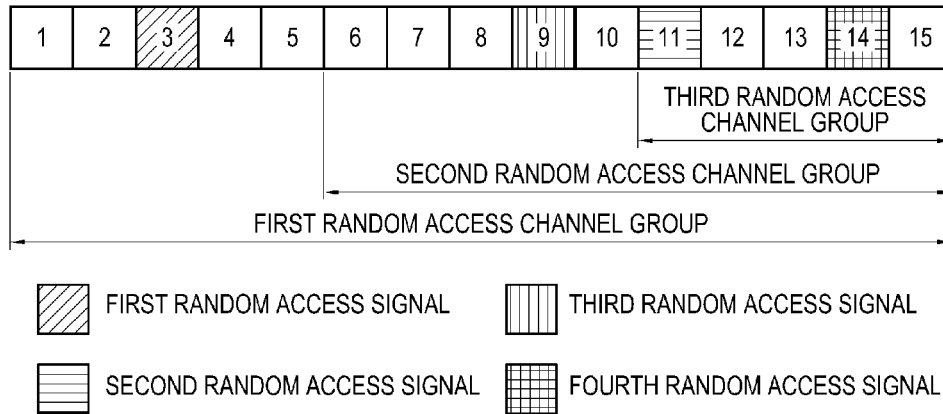 1 2 3 4 5 6 7 8 9 10 11 12 13 14 15
THIRD RANDOM ACCESS
CHANNEL GROUP
SECOND RANDOM ACCESS CHANNEL GROUP
FIRST RANDOM ACCESS CHANNEL GROUP
FIRST RANDOM ACCESS SIGNAL
THIRD RANDOM ACCESS SIGNAL
SECOND RANDOM ACCESS SIGNAL
FOURTH RANDOM ACCESS SIGNAL